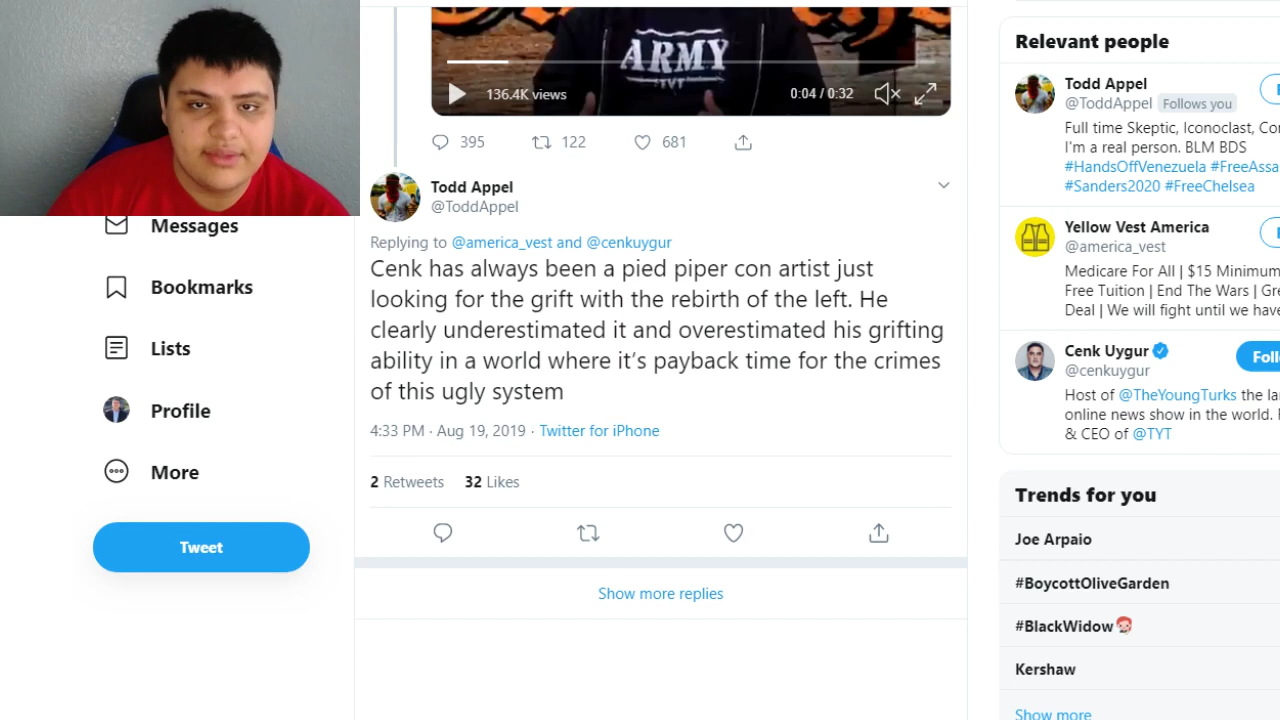 ARMY
TYT
136.4K views
0:04 / 0:32
395
122
681
Todd Appel
@ToddAppel
Replying to @america_vest and @cenkuygur
Cenk has always been a pied piper con artist just
looking for the grift with the rebirth of the left. He
clearly underestimated it and overestimated his grifting
ability in a world where it’s payback time for the crimes
of this ugly system
4:33 PM · Aug 19, 2019 · Twitter for iPhone
2 Retweets 32 Likes
Show more replies
Messages
Bookmarks
Lists
Profile
More
Tweet
Relevant people
Todd Appel
@ToddAppel Follows you
Full time Skeptic, Iconoclast, Co
I'm a real person. BLM BDS
#HandsOffVenezuela #FreeAssa
#Sanders2020 #FreeChelsea
Yellow Vest America
@america_vest
Medicare For All | $15 Minimum
Free Tuition | End The Wars | Gre
Deal | We will fight until we have
Cenk Uygur
@cenkuygur
Foll
Host of @TheYoungTurks the la
online news show in the world. F
& CEO of @TYT
Trends for you
Joe Arpaio
#BoycottOliveGarden
#BlackWidow
Kershaw
Show more